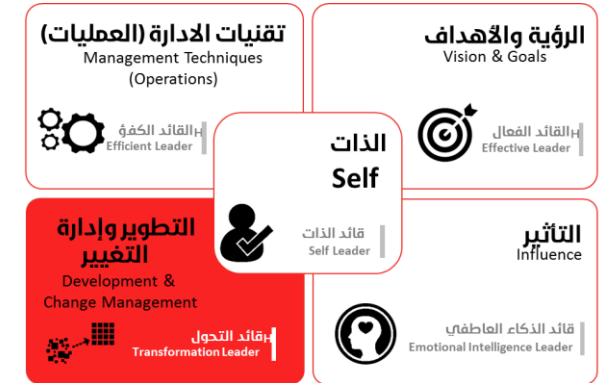 الرؤية والأهداف
Vision & Goals
القائد الفعال
Effective Leader
تقنيات الادارة (العمليات)
Management Techniques
(Operations)
القائد الكفؤ
Efficient Leader
الذات
Self
قائد الذات
Self Leader
التأثير
Influence
قائد الذكاء العاطفي
Emotional Intelligence Leader
التطوير وإدارة
التغيير
Development &
Change Management
قائد التحول
Transformation Leader